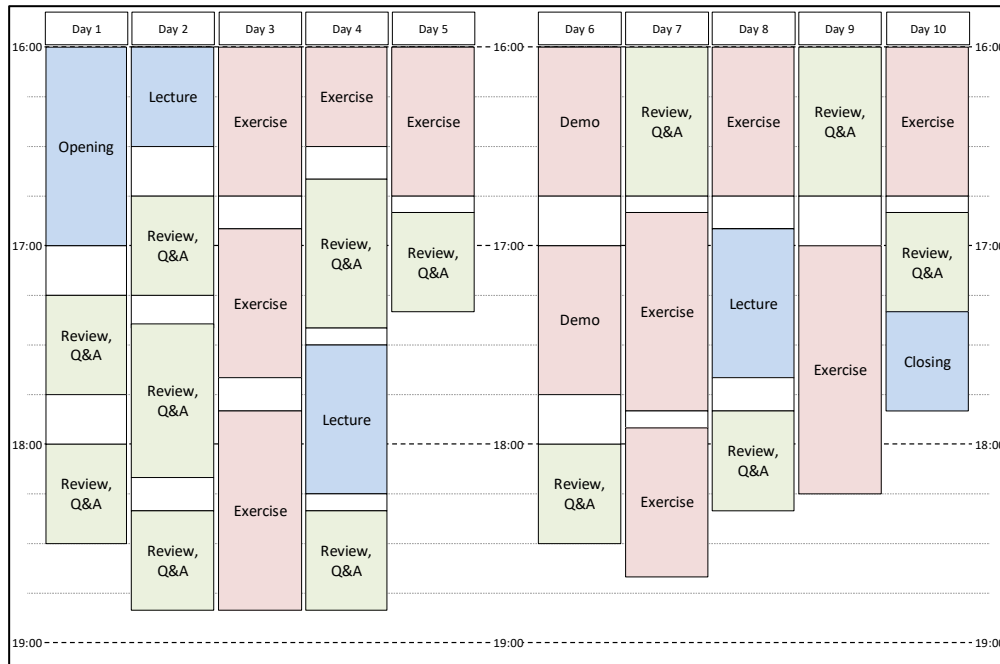 Day 1
Day 2
Day 3
Day 4
Day 5
Day 6
Day 7
Day 8
Day 9
Day 10
16:00
16:00
16:00
Opening
Lecture
Exercise
Exercise
Exercise
Demo
Review,
Q&A
Exercise
Review,
Q&A
Exercise
17:00
17:00
17:00
Review,
Q&A
Review,
Q&A
Review,
Q&A
Exercise
Review,
Q&A
Review,
Q&A
Demo
Exercise
Lecture
Exercise
Review,
Q&A
Closing
18:00
18:00
18:00
Review,
Q&A
Review,
Q&A
Exercise
Lecture
Review,
Q&A
Review,
Q&A
Exercise
Review,
Q&A
19:00
19:00
19:00